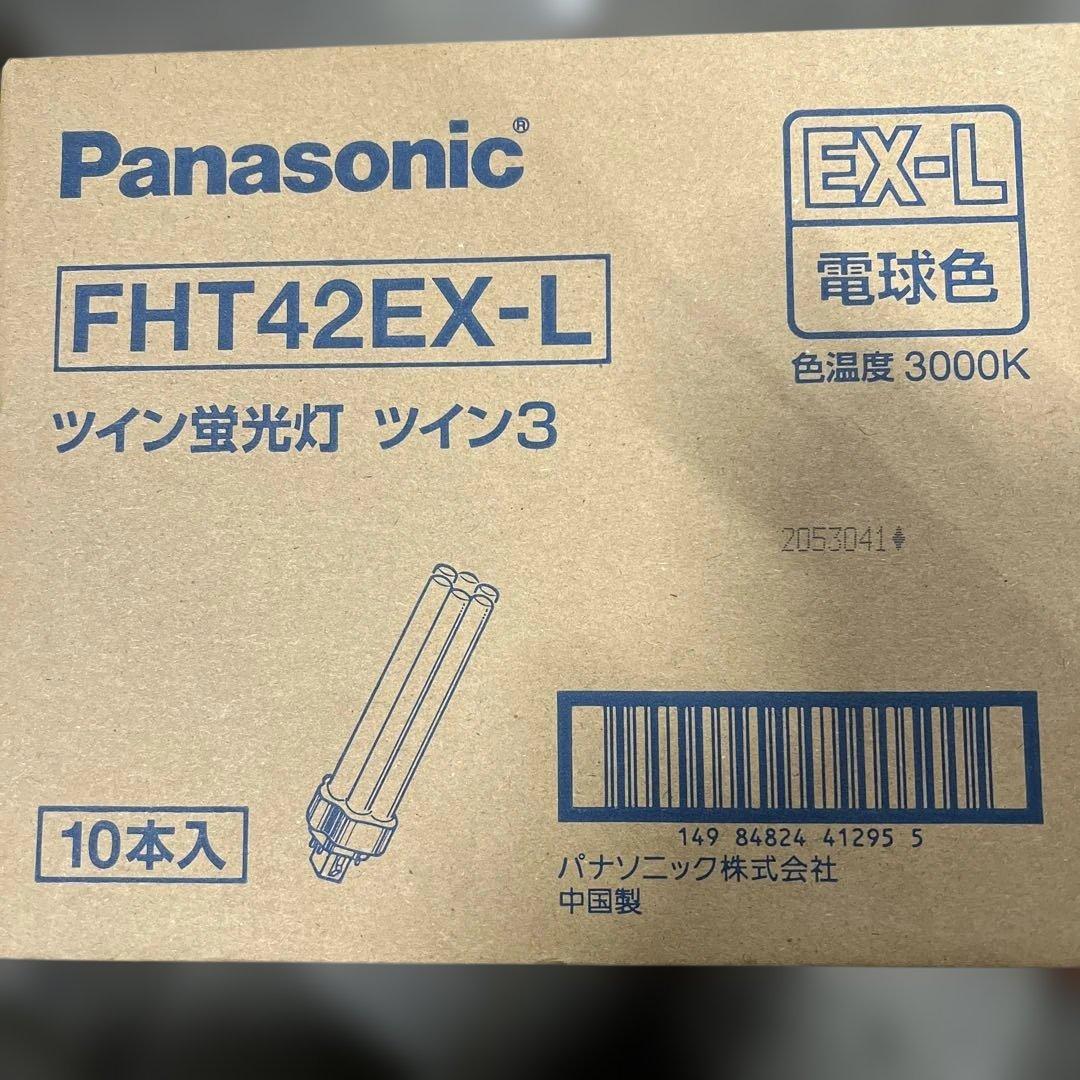 Panasonic®
EX-L
FHT42EX-L
電球色
色温度 3000K
ツイン蛍光灯 ツイン3
2053041
10本入
149 84824 41295 5
パナソニック株式会社
中国製